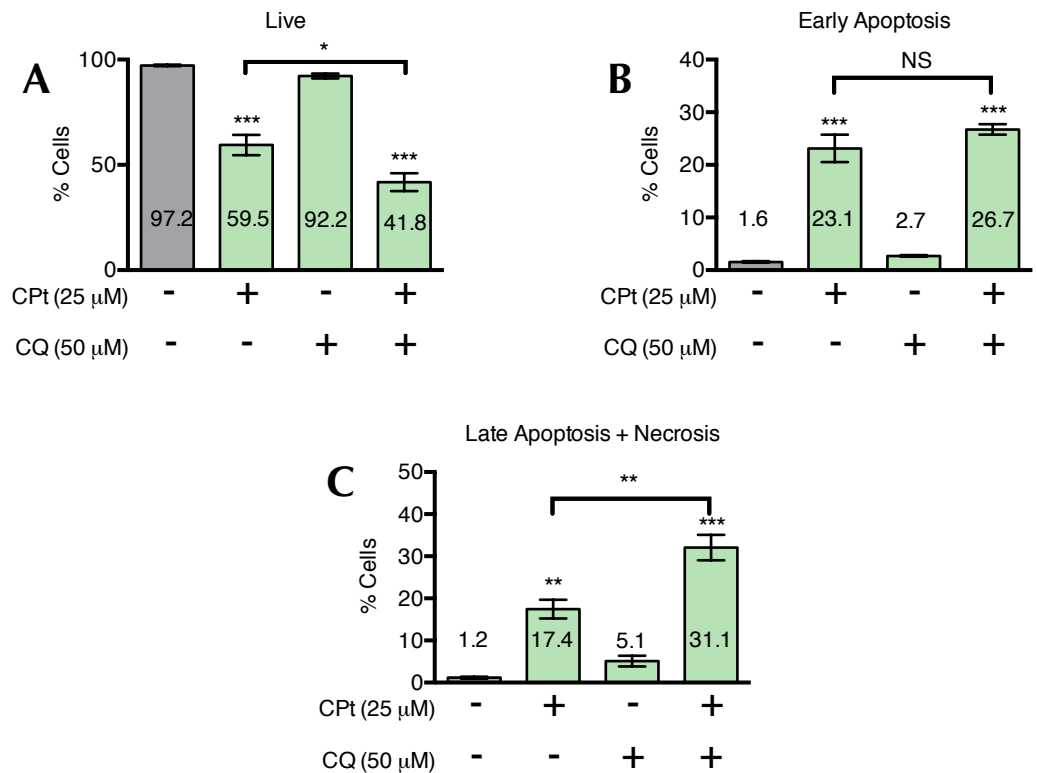 Live
A
*
100
50
0
% Cells
***
***
97.2 59.5 92.2 41.8
CPt (25 μM) - + - +
CQ (50 μM) - - + +
Early Apoptosis
B
NS
40
30
20
10
0
% Cells
***
***
1.6 23.1 2.7 26.7
CPt (25 μM) - + - +
CQ (50 μM) - - + +
Late Apoptosis + Necrosis
C
**
50
40
30
20
10
0
% Cells
**
***
1.2 17.4 5.1 31.1
CPt (25 μM) - + - +
CQ (50 μM) - - + +